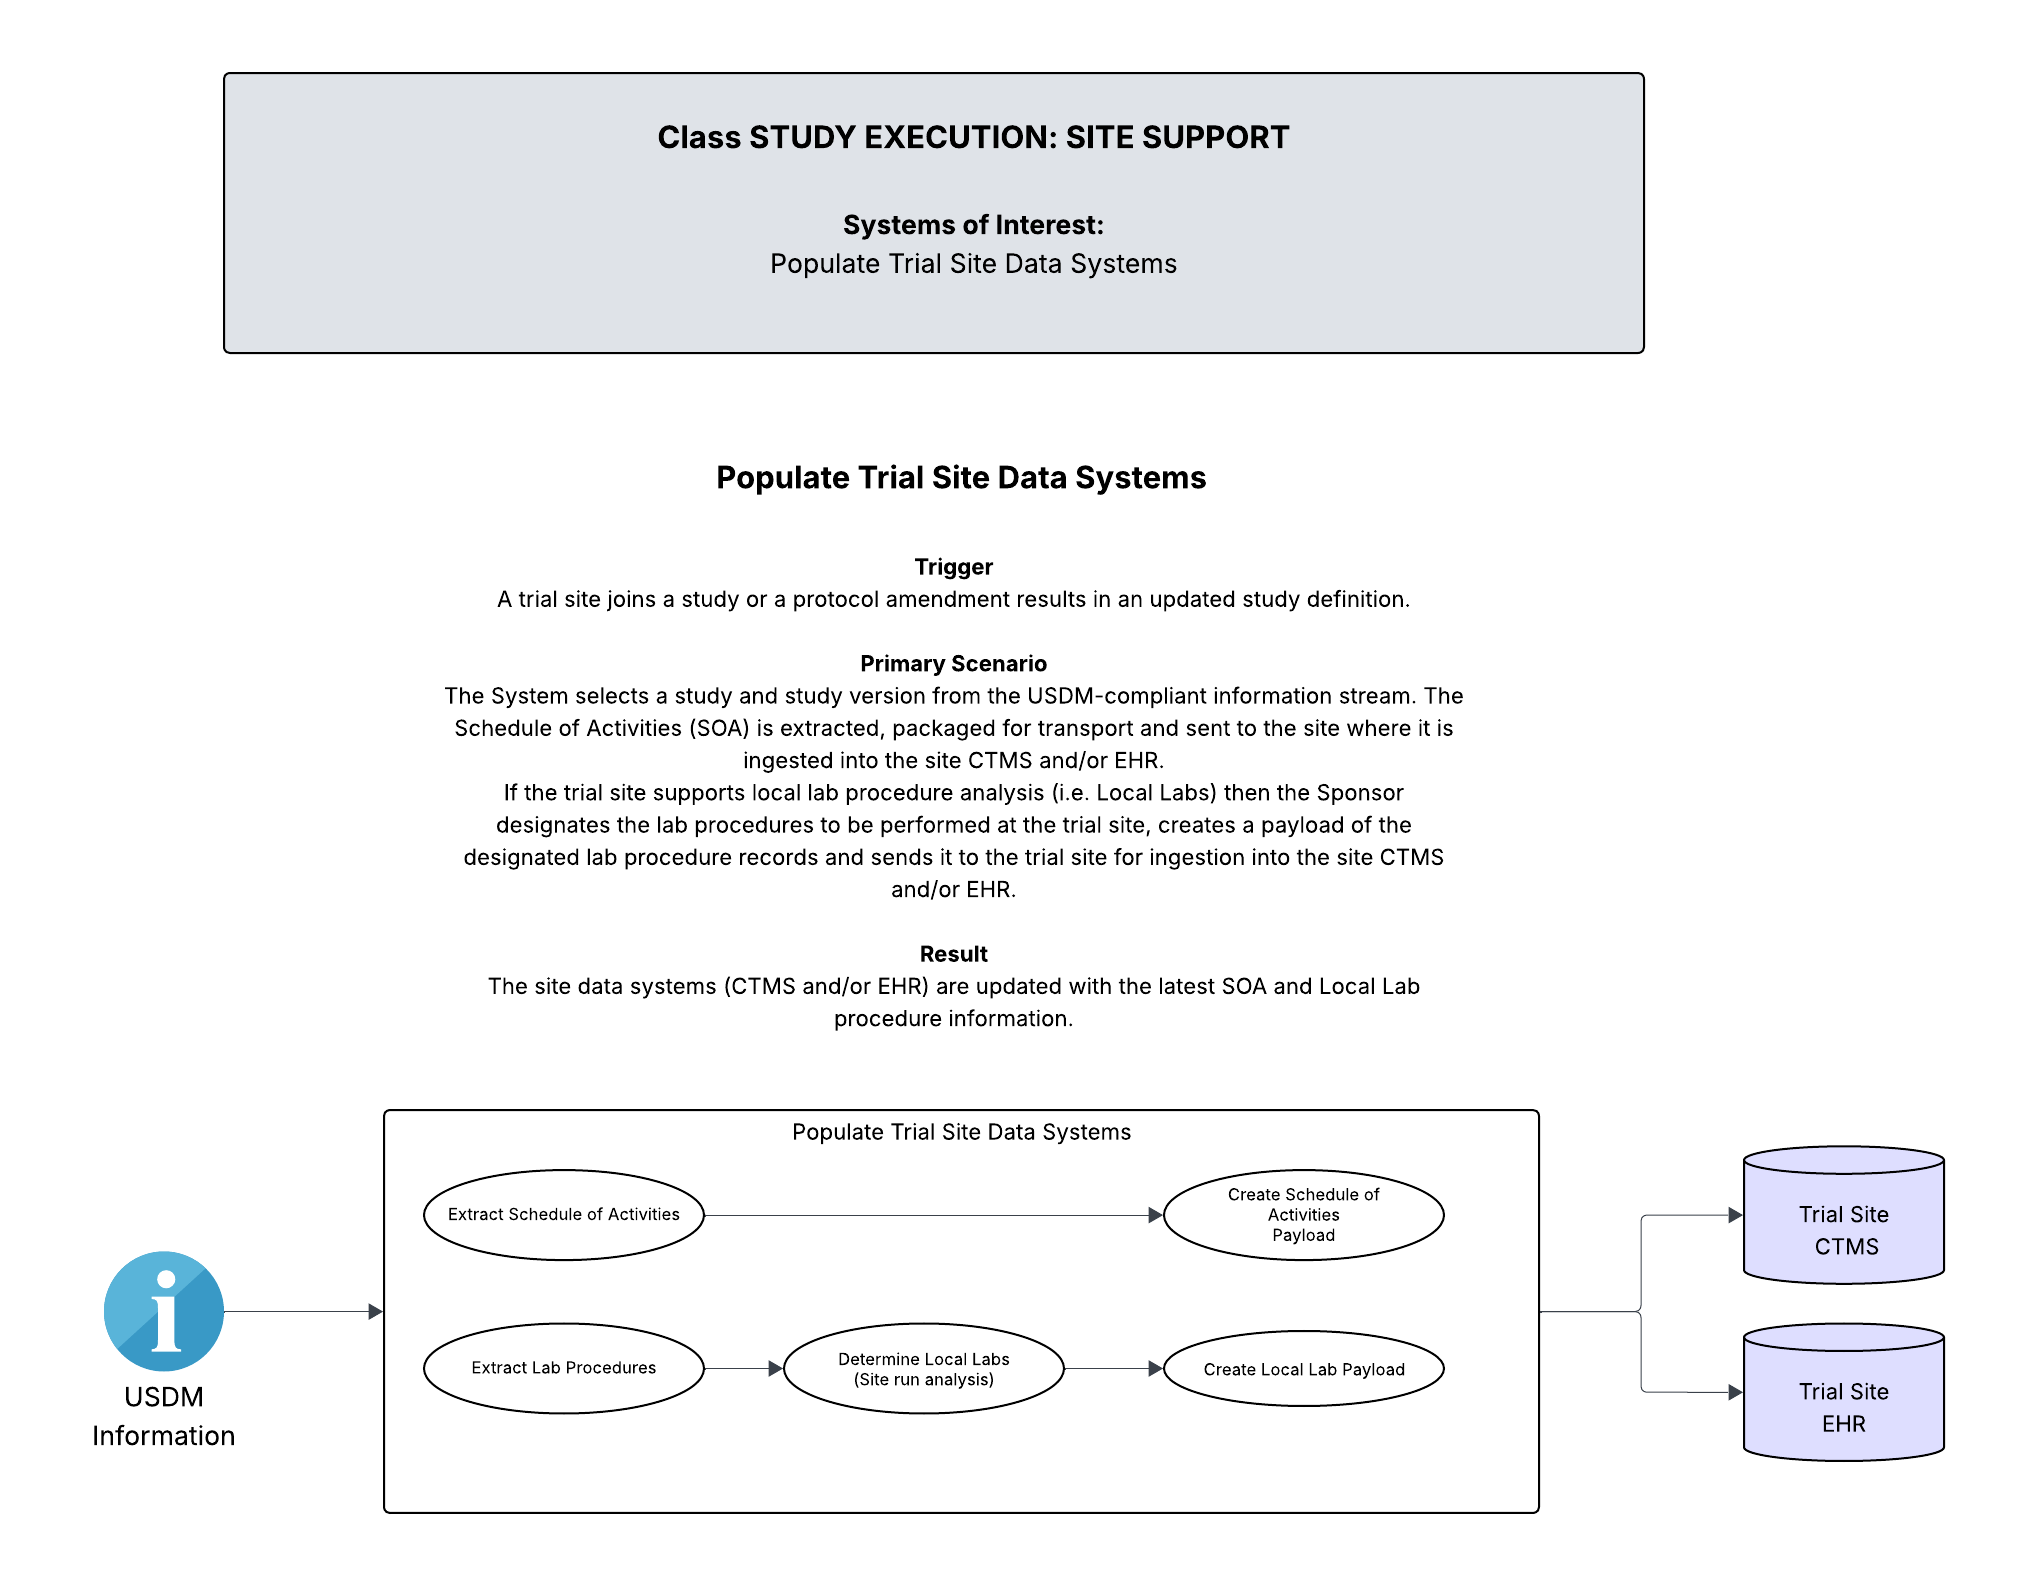 Class STUDY EXECUTION: SITE SUPPORT
Systems of Interest:
Populate Trial Site Data Systems
Populate Trial Site Data Systems
Trigger
A trial site joins a study or a protocol amendment results in an updated study definition.
Primary Scenario
The System selects a study and study version from the USDM-compliant information stream. The
Schedule of Activities (SOA) is extracted, packaged for transport and sent to the site where it is
ingested into the site CTMS and/or EHR.
If the trial site supports local lab procedure analysis (i.e. Local Labs) then the Sponsor
designates the lab procedures to be performed at the trial site, creates a payload of the
designated lab procedure records and sends it to the trial site for ingestion into the site CTMS
and/or EHR.
Result
The site data systems (CTMS and/or EHR) are updated with the latest SOA and Local Lab
procedure information.
Populate Trial Site Data Systems
Extract Schedule of Activities
Create Schedule of
Activities
Payload
Extract Lab Procedures
Determine Local Labs
(Site run analysis)
Create Local Lab Payload
USDM
Information
Trial Site
CTMS
Trial Site
EHR